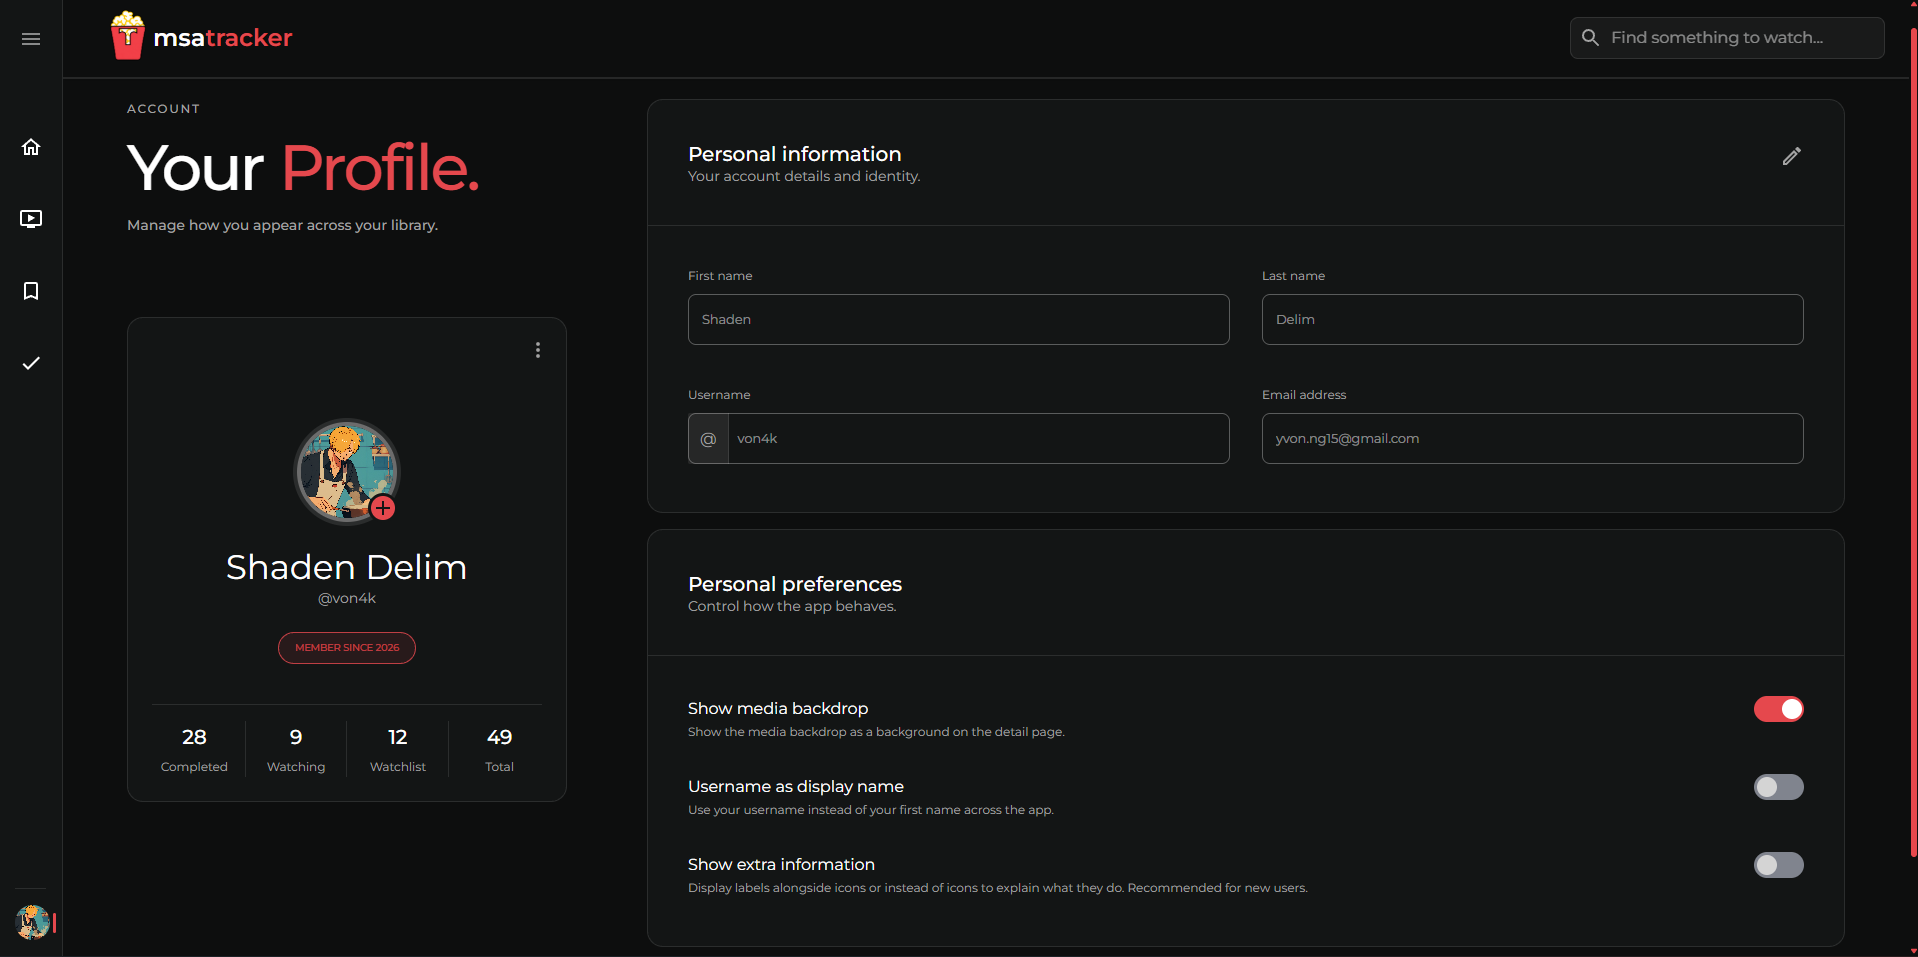 T msatracker
Find something to watch...
ACCOUNT
Your Profile.
Manage how you appear across your library.
Shaden Delim
@von4k
MEMBER SINCE 2026
28 9 12 49
Completed Watching Watchlist Total
Personal information
Your account details and identity.
First name Last name
Shaden Delim
Username Email address
@ von4k yvon.ng15@gmail.com
Personal preferences
Control how the app behaves.
Show media backdrop
Show the media backdrop as a background on the detail page.
Username as display name
Use your username instead of your first name across the app.
Show extra information
Display labels alongside icons or instead of icons to explain what they do. Recommended for new users.